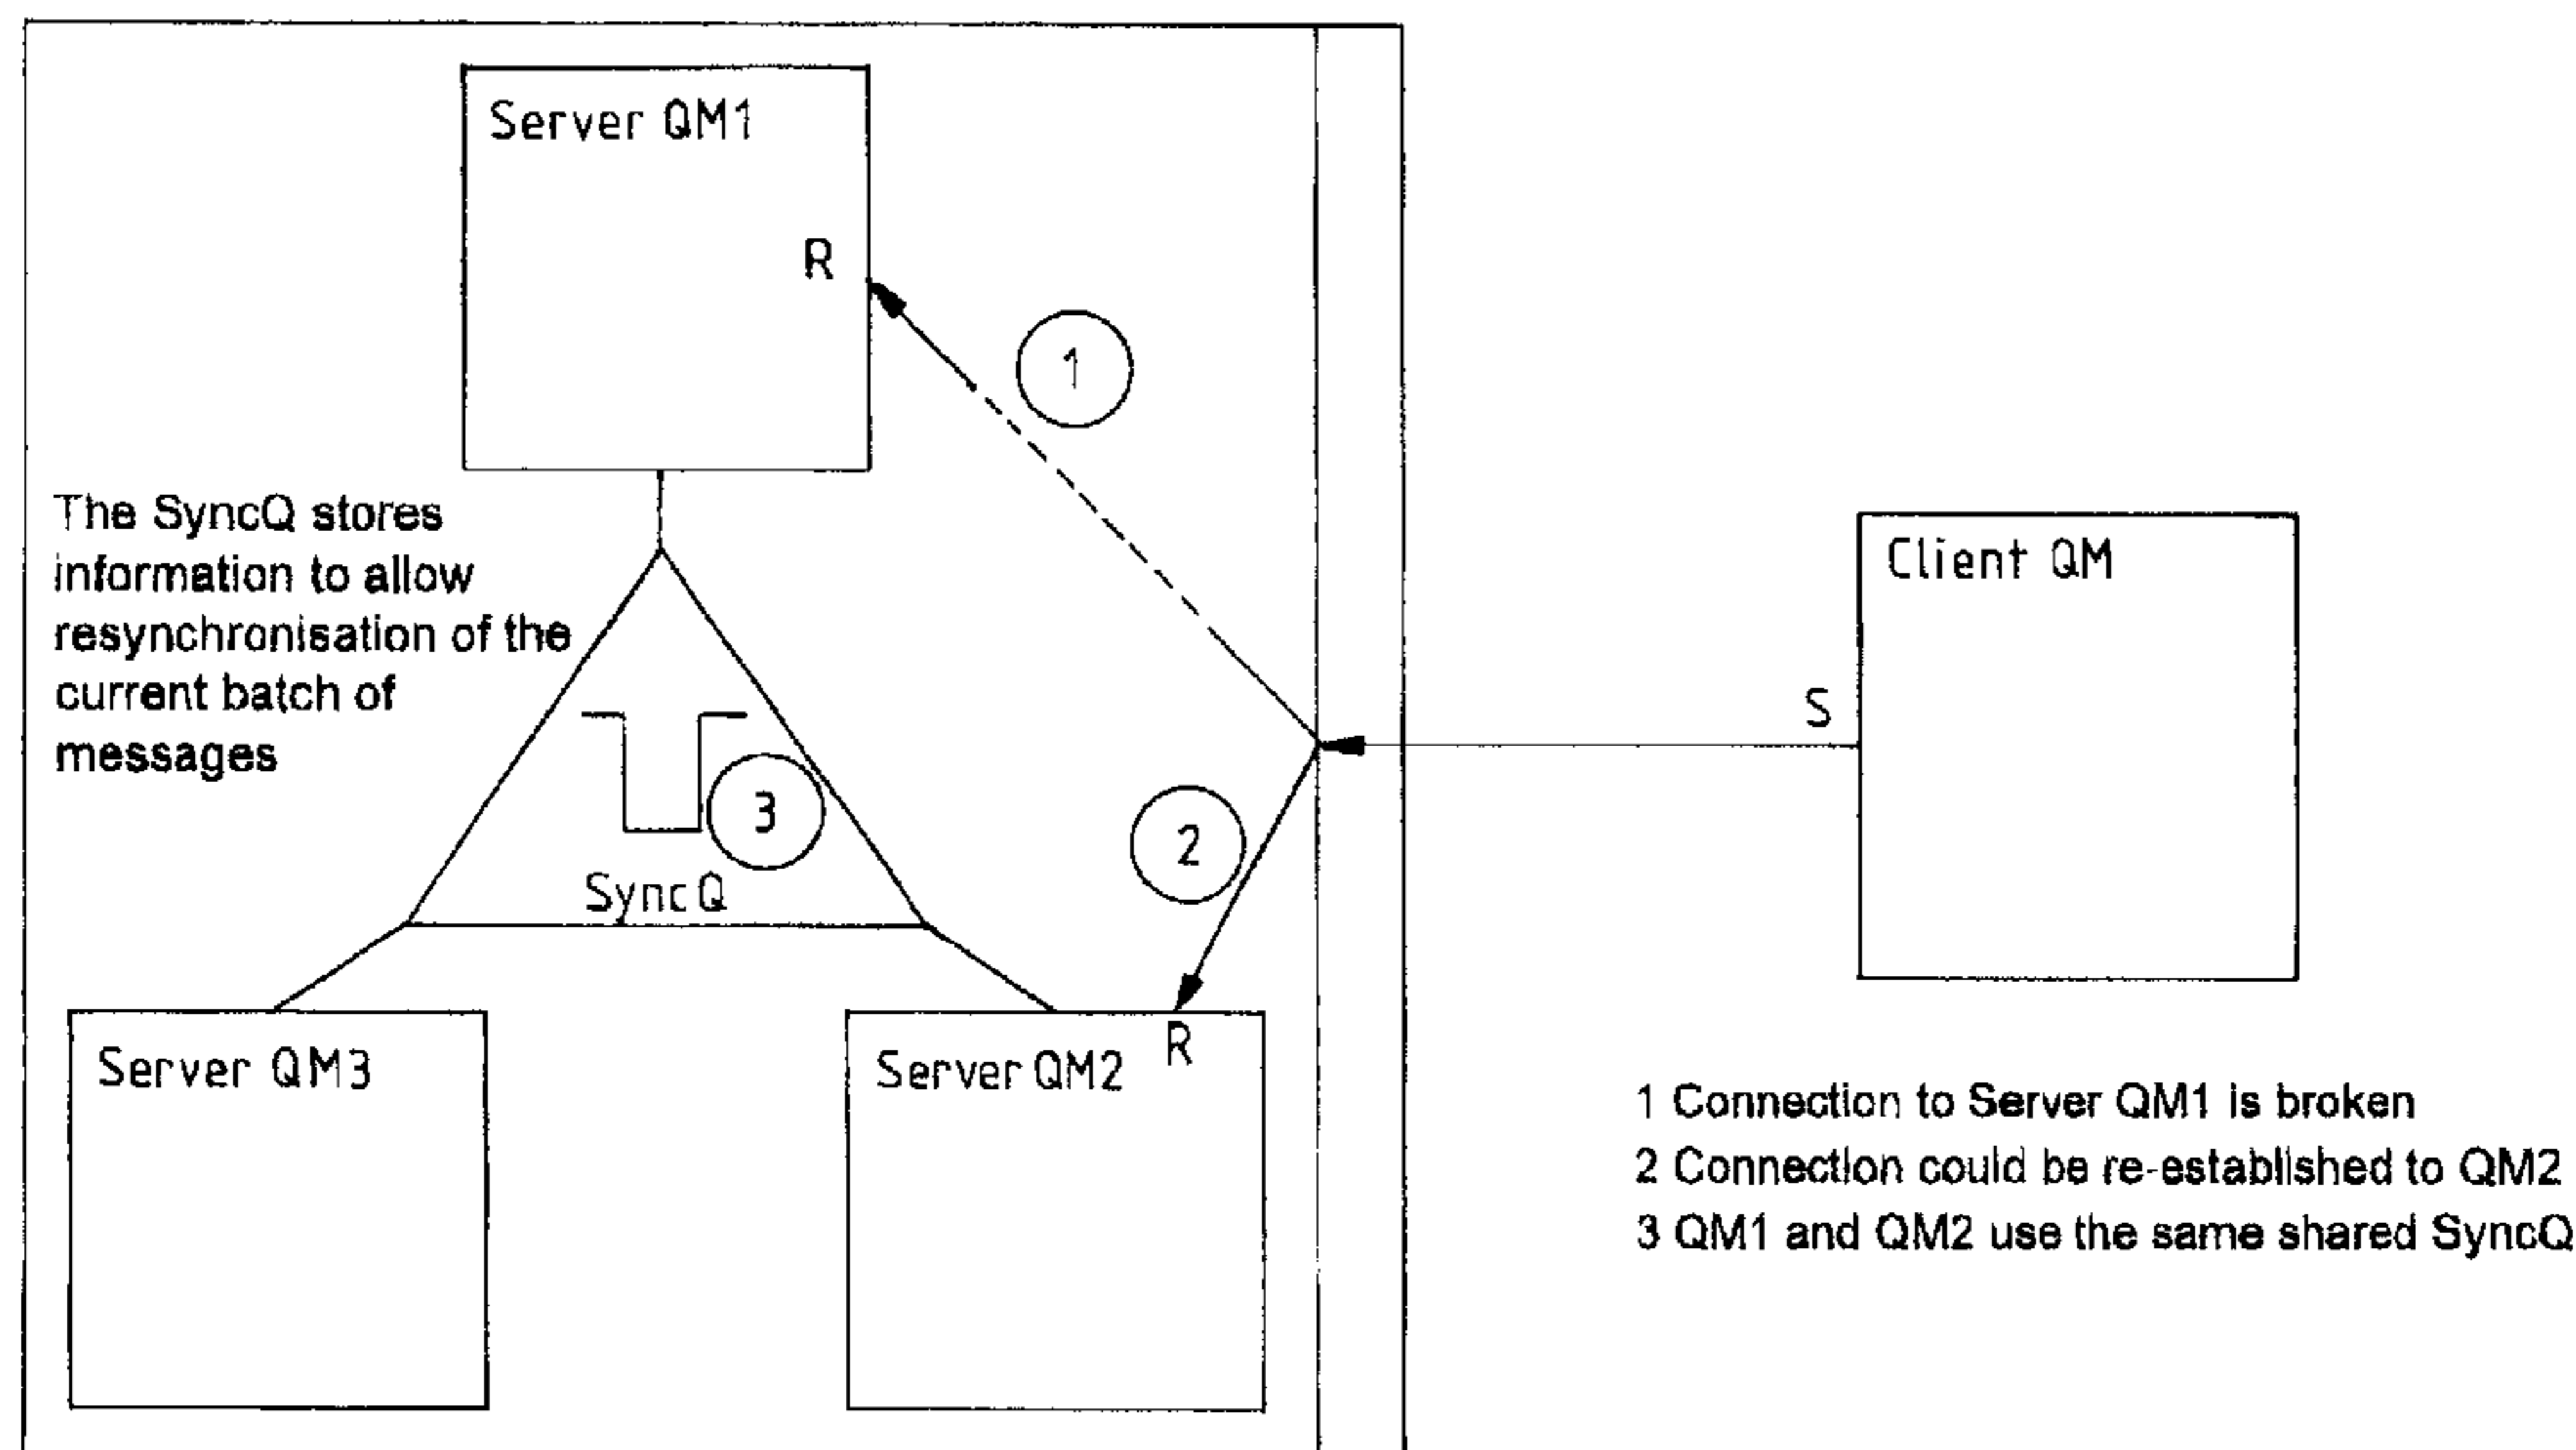 Server QM1
R
1
The SyncQ stores
information to allow
resynchronisation of the
current batch of
messages
Client QM
S
3
2
SyncQ
Server QM3
Server QM2
R
1 Connection to Server QM1 is broken
2 Connection could be re-established to QM2
3 QM1 and QM2 use the same shared SyncQ